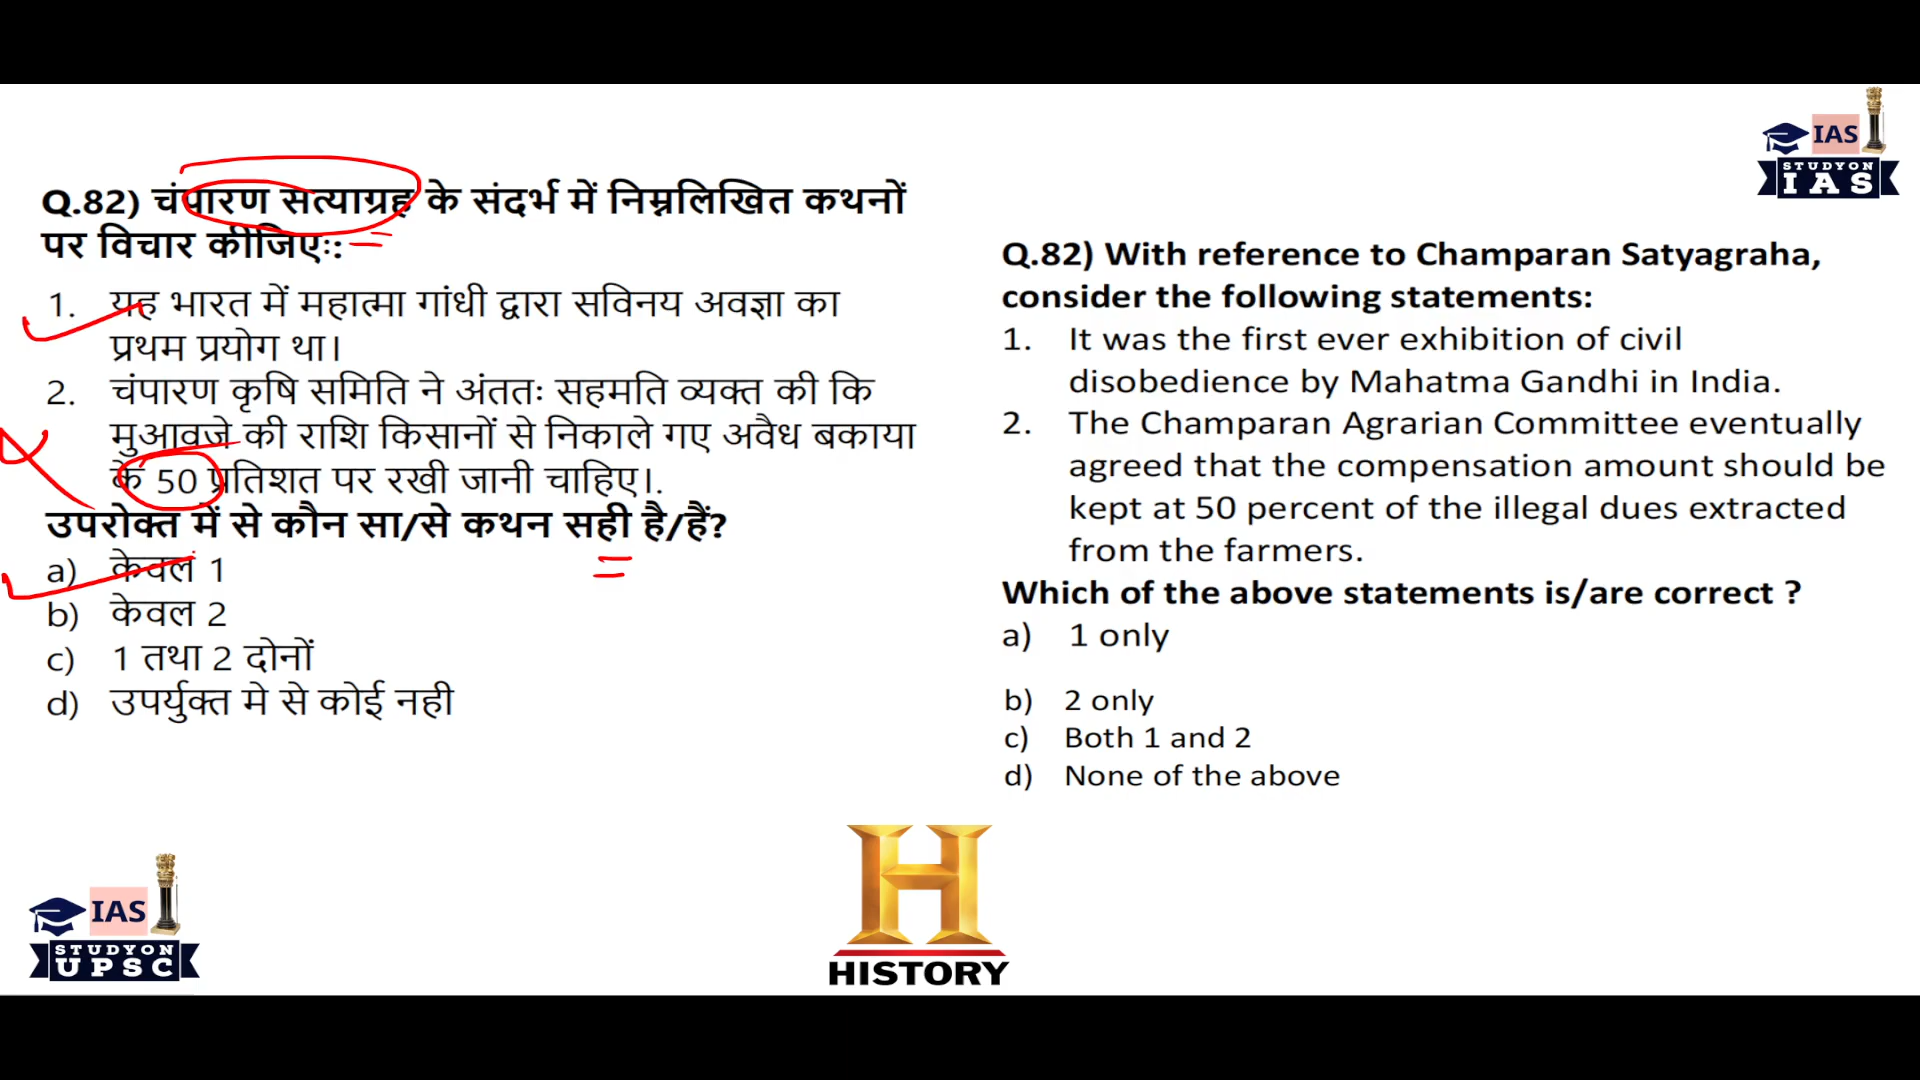 IAS
STUDYON
IAS
Q.82) चंपारण सत्याग्रह के संदर्भ में निम्नलिखित कथनों
पर विचार कीजिएः:
1. यह भारत में महात्मा गांधी द्वारा सविनय अवज्ञा का
प्रथम प्रयोग था।
2. चंपारण कृषि समिति ने अंततः सहमति व्यक्त की कि
मुआवजे की राशि किसानों से निकाले गए अवैध बकाया
के 50 प्रतिशत पर रखी जानी चाहिए।.
उपरोक्त में से कौन सा/से कथन सही है/हैं?
a) केवल 1
b) केवल 2
c) 1 तथा 2 दोनों
d) उपर्युक्त मे से कोई नही
Q.82) With reference to Champaran Satyagraha,
consider the following statements:
1. It was the first ever exhibition of civil
disobedience by Mahatma Gandhi in India.
2. The Champaran Agrarian Committee eventually
agreed that the compensation amount should be
kept at 50 percent of the illegal dues extracted
from the farmers.
Which of the above statements is/are correct ?
a) 1 only
b) 2 only
c) Both 1 and 2
d) None of the above
IAS
STUDYON
UPSC
H
HISTORY